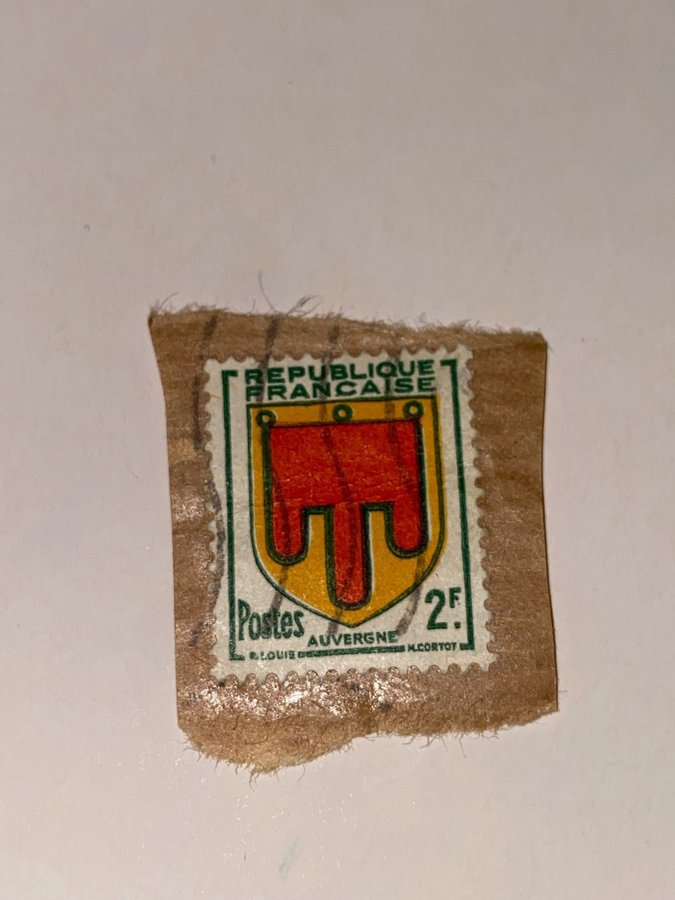 REPUBLIQUE
FRANCAISE
Postes
2F.
AUVERGNE
R. LOUIS
H.CORTOT